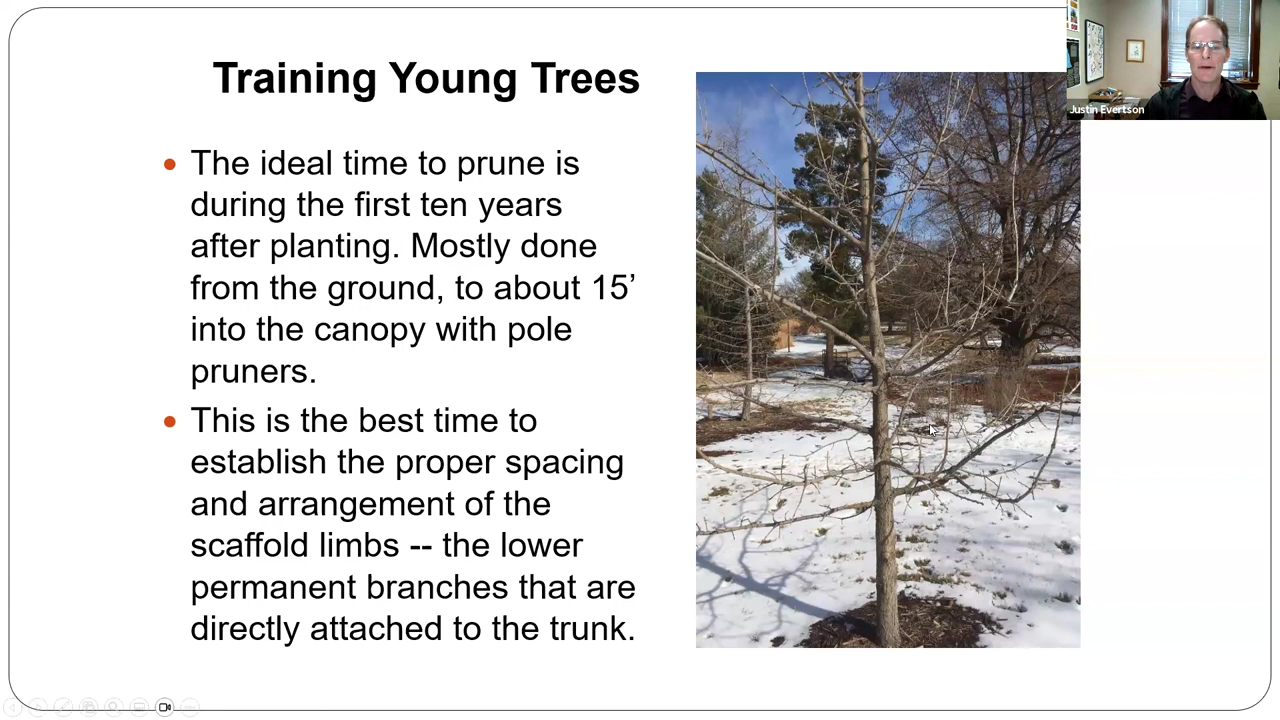 Training Young Trees
Justin Evertson
The ideal time to prune is
during the first ten years
after planting. Mostly done
from the ground, to about 15’
into the canopy with pole
pruners.
This is the best time to
establish the proper spacing
and arrangement of the
scaffold limbs -- the lower
permanent branches that are
directly attached to the trunk.